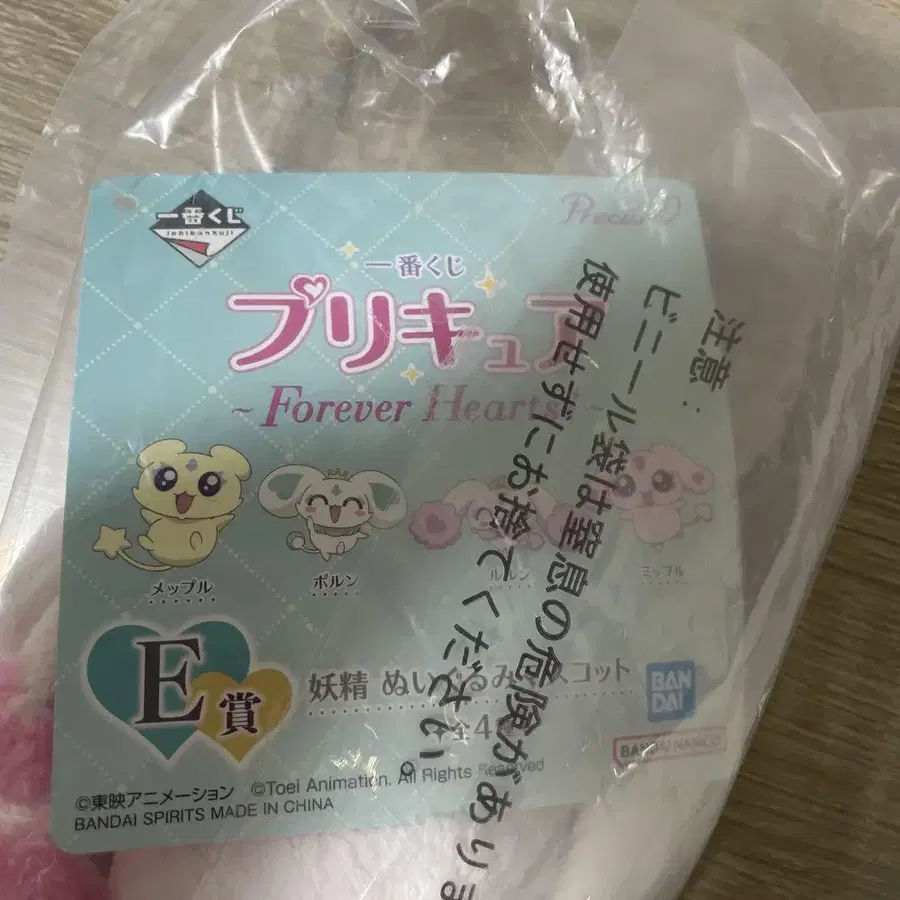 一番くじ
Ichibankuji
一番くじ
プリキュア
~Forever Hearts~
メップル
ポルン
ルルン
ミップル
E賞
妖精 ぬいぐるみマスコット
全4種
BAN
DAI
BANDAI NAMCO
©東映アニメーション ©Toei Animation. All Rights Reserved
BANDAI SPIRITS MADE IN CHINA
注意:
ビニール袋は窒息の危険があります
使用せずにお捨てください。